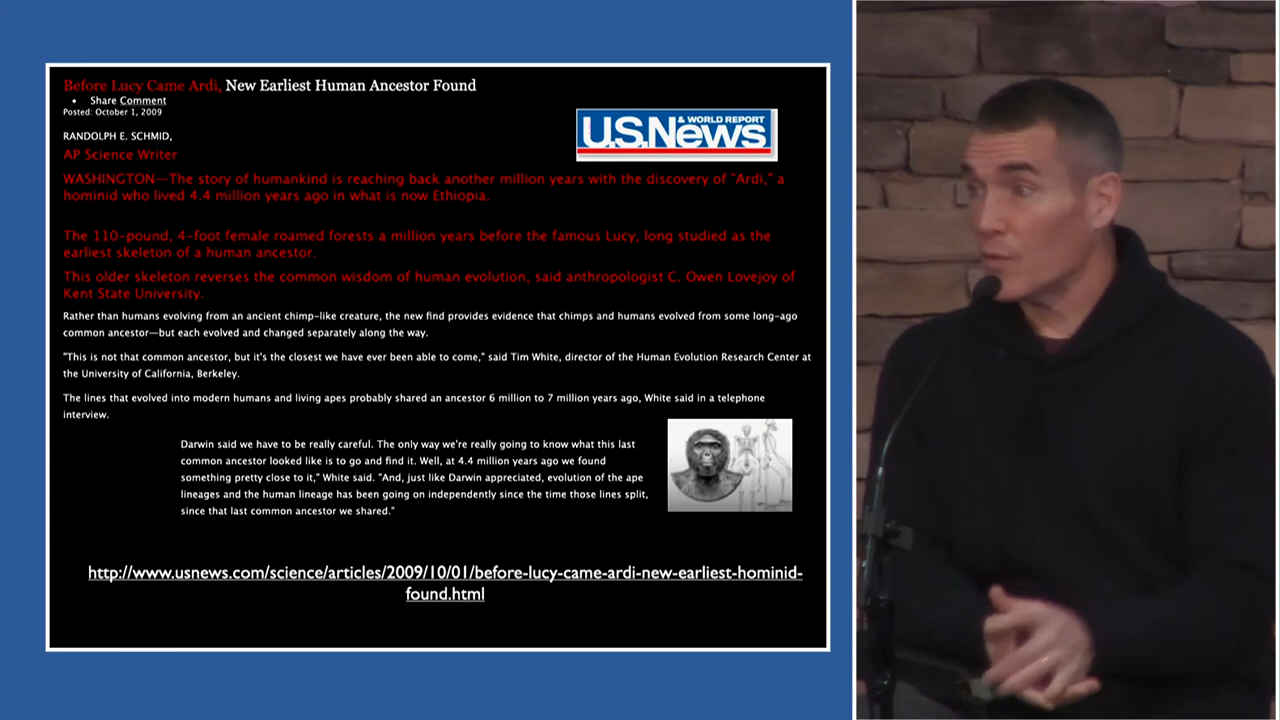 Before Lucy Came Ardi, New Earliest Human Ancestor Found
• Share Comment
Posted: October 1, 2009
RANDOLPH E. SCHMID,
AP Science Writer
U.S.News
& WORLD REPORT
WASHINGTON—The story of humankind is reaching back another million years with the discovery of "Ardi," a
hominid who lived 4.4 million years ago in what is now Ethiopia.
The 110-pound, 4-foot female roamed forests a million years before the famous Lucy, long studied as the
earliest skeleton of a human ancestor.
This older skeleton reverses the common wisdom of human evolution, said anthropologist C. Owen Lovejoy of
Kent State University.
Rather than humans evolving from an ancient chimp-like creature, the new find provides evidence that chimps and humans evolved from some long-ago
common ancestor—but each evolved and changed separately along the way.
"This is not that common ancestor, but it's the closest we have ever been able to come," said Tim White, director of the Human Evolution Research Center at
the University of California, Berkeley.
The lines that evolved into modern humans and living apes probably shared an ancestor 6 million to 7 million years ago, White said in a telephone
interview.
Darwin said we have to be really careful. The only way we're really going to know what this last
common ancestor looked like is to go and find it. Well, at 4.4 million years ago we found
something pretty close to it," White said. "And, just like Darwin appreciated, evolution of the ape
lineages and the human lineage has been going on independently since the time those lines split,
since that last common ancestor we shared."
http://www.usnews.com/science/articles/2009/10/01/before-lucy-came-ardi-new-earliest-hominid-
found.html